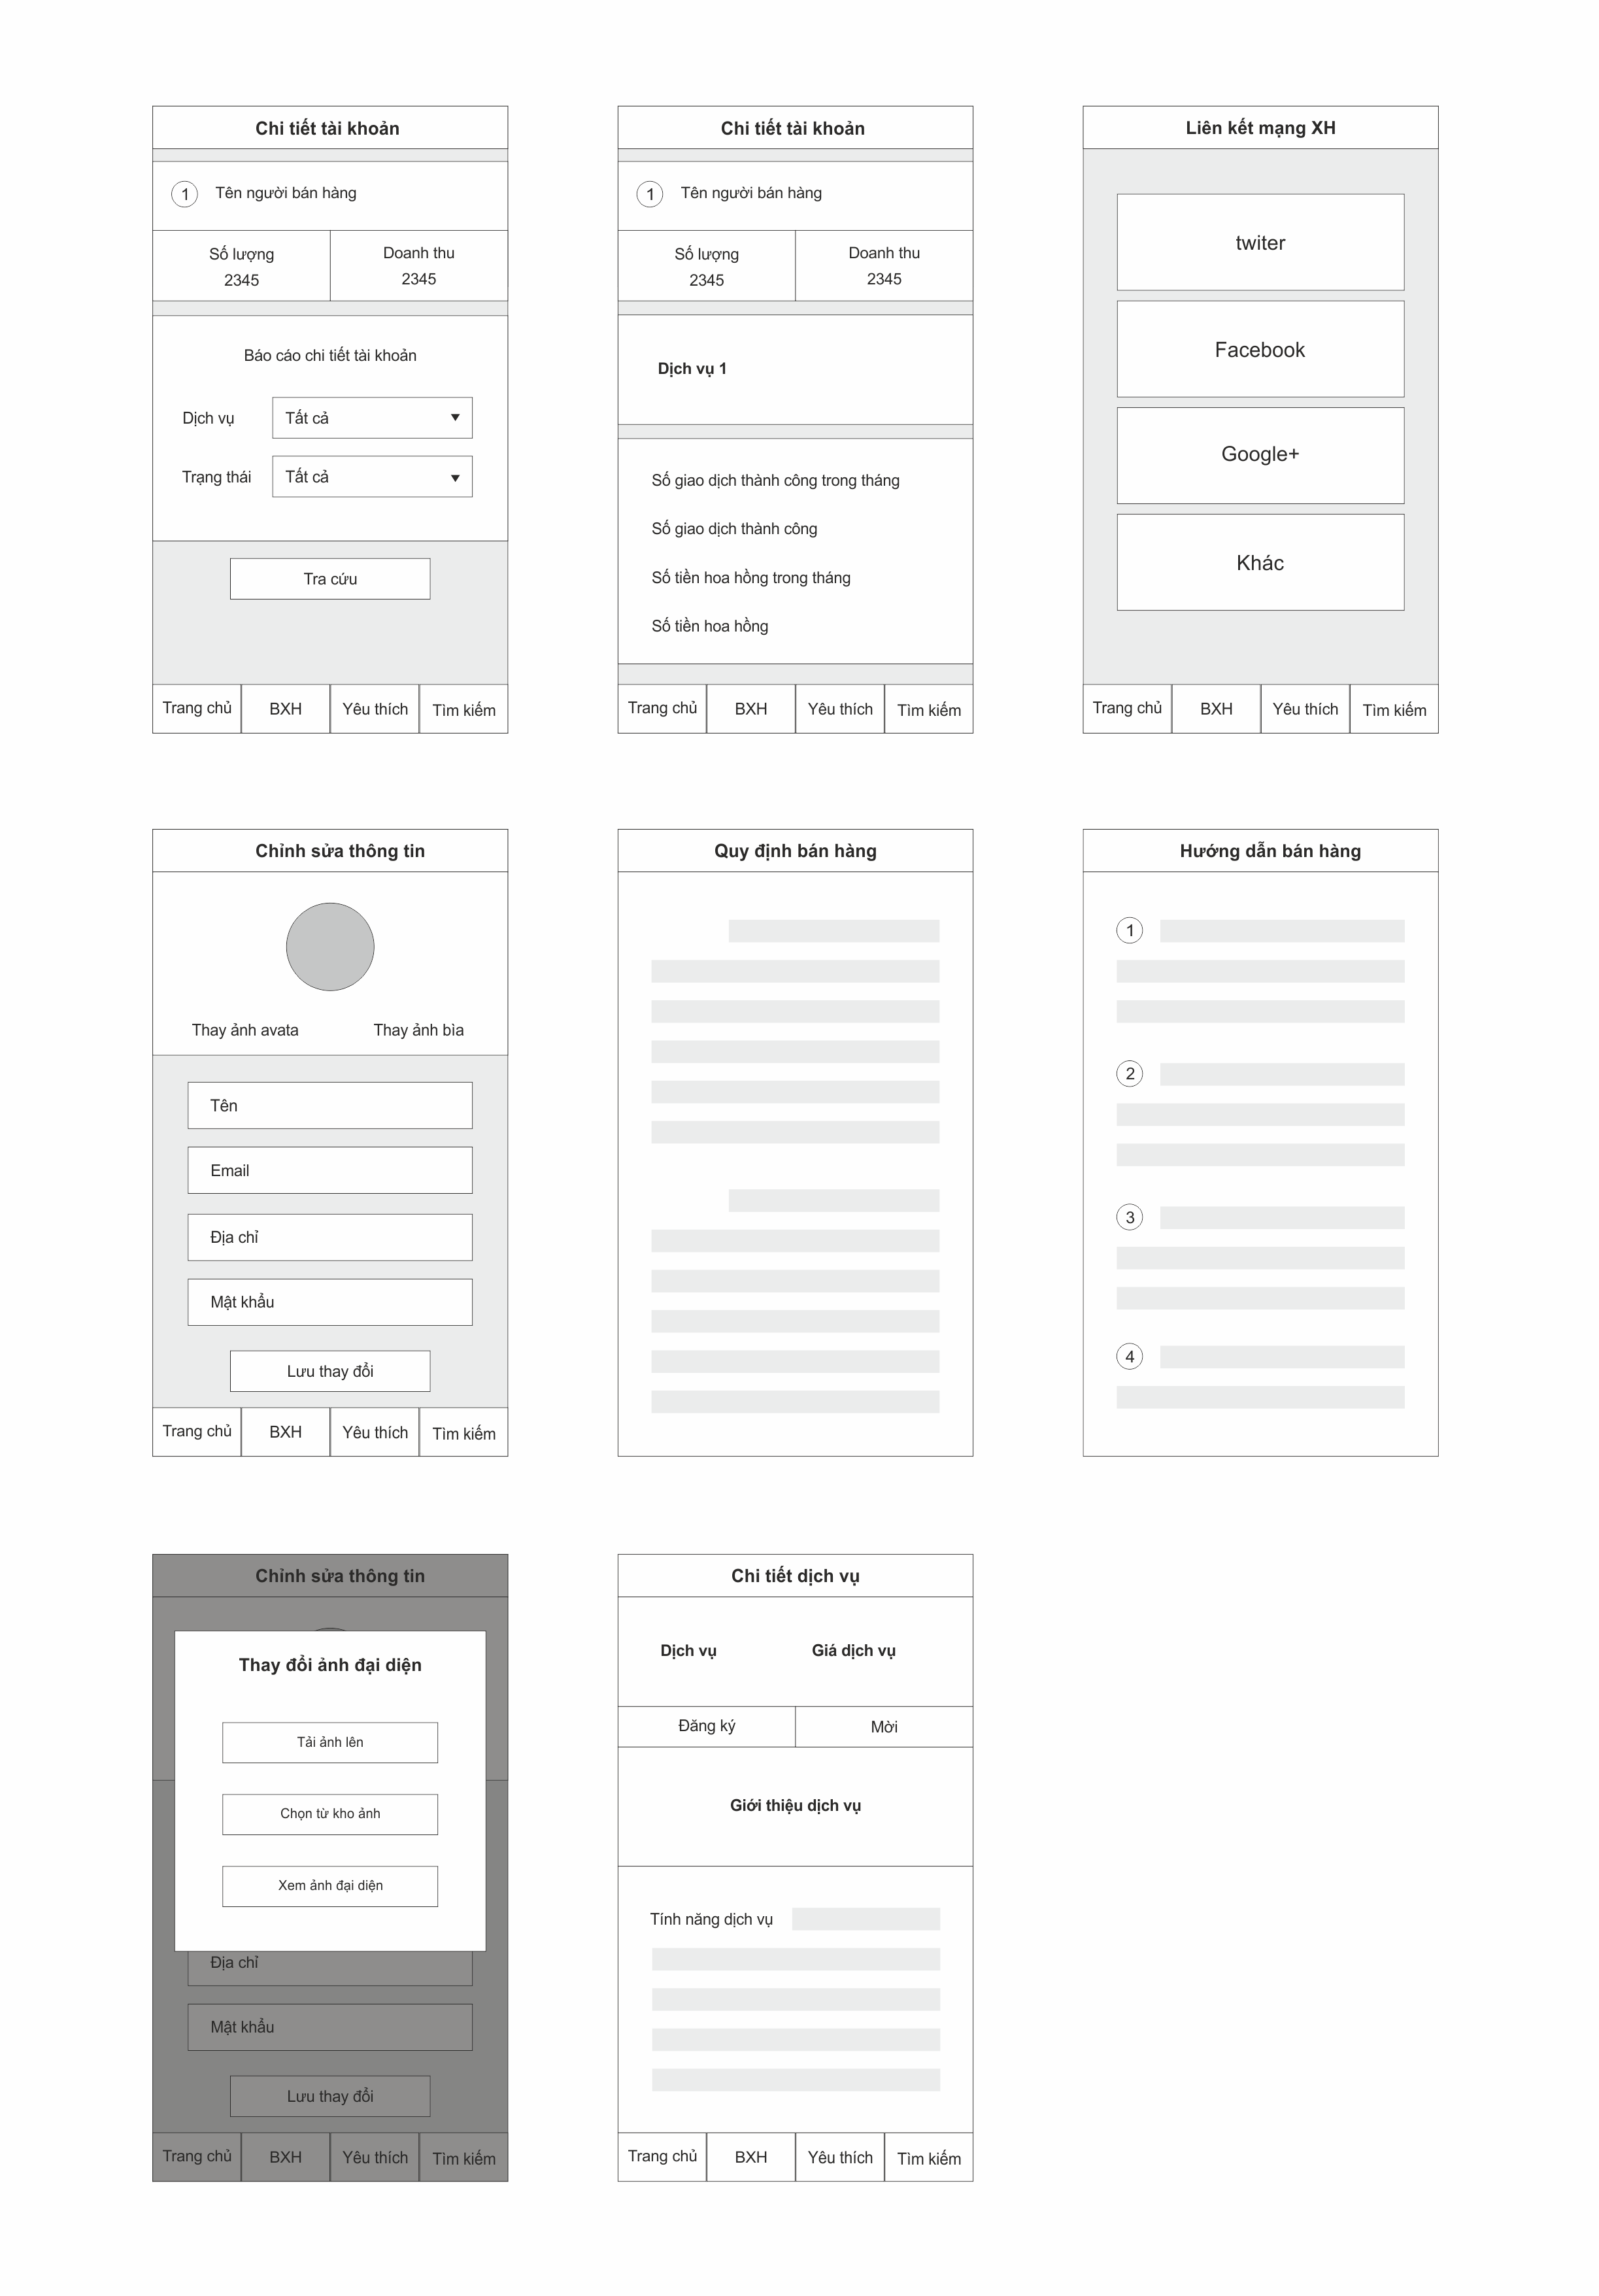 Chi tiết tài khoản
1 Tên người bán hàng
Số lượng Doanh thu
2345 2345
Báo cáo chi tiết tài khoản
Dịch vụ Tất cả
Trạng thái Tất cả
Tra cứu
Trang chủ BXH Yêu thích Tìm kiếm
Chi tiết tài khoản
1 Tên người bán hàng
Số lượng Doanh thu
2345 2345
Dịch vụ 1
Số giao dịch thành công trong tháng
Số giao dịch thành công
Số tiền hoa hồng trong tháng
Số tiền hoa hồng
Trang chủ BXH Yêu thích Tìm kiếm
Liên kết mạng XH
twiter
Facebook
Google+
Khác
Trang chủ BXH Yêu thích Tìm kiếm
Chỉnh sửa thông tin
Thay ảnh avata Thay ảnh bìa
Tên
Email
Địa chỉ
Mật khẩu
Lưu thay đổi
Trang chủ BXH Yêu thích Tìm kiếm
Quy định bán hàng
Hướng dẫn bán hàng
1
2
3
4
Chỉnh sửa thông tin
Thay đổi ảnh đại diện
Tải ảnh lên
Chọn từ kho ảnh
Xem ảnh đại diện
Địa chỉ
Mật khẩu
Lưu thay đổi
Trang chủ BXH Yêu thích Tìm kiếm
Chi tiết dịch vụ
Dịch vụ Giá dịch vụ
Đăng ký Mời
Giới thiệu dịch vụ
Tính năng dịch vụ
Trang chủ BXH Yêu thích Tìm kiếm